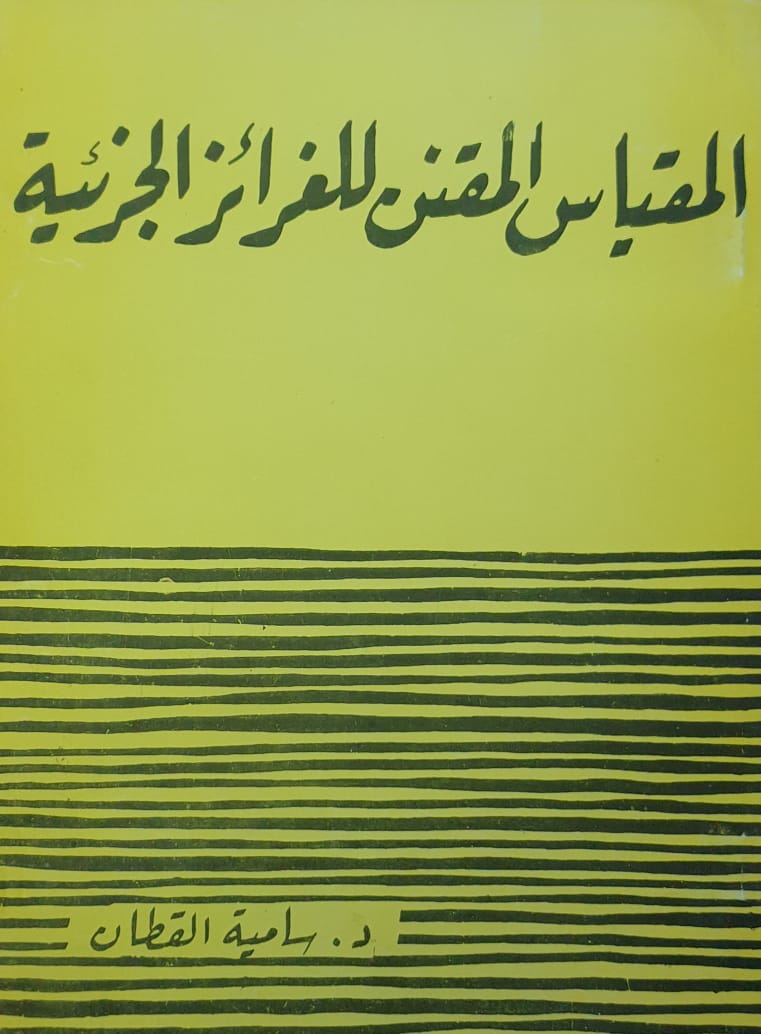 المقياس المقنن للغرائز الجزئية
د. سامية القطان